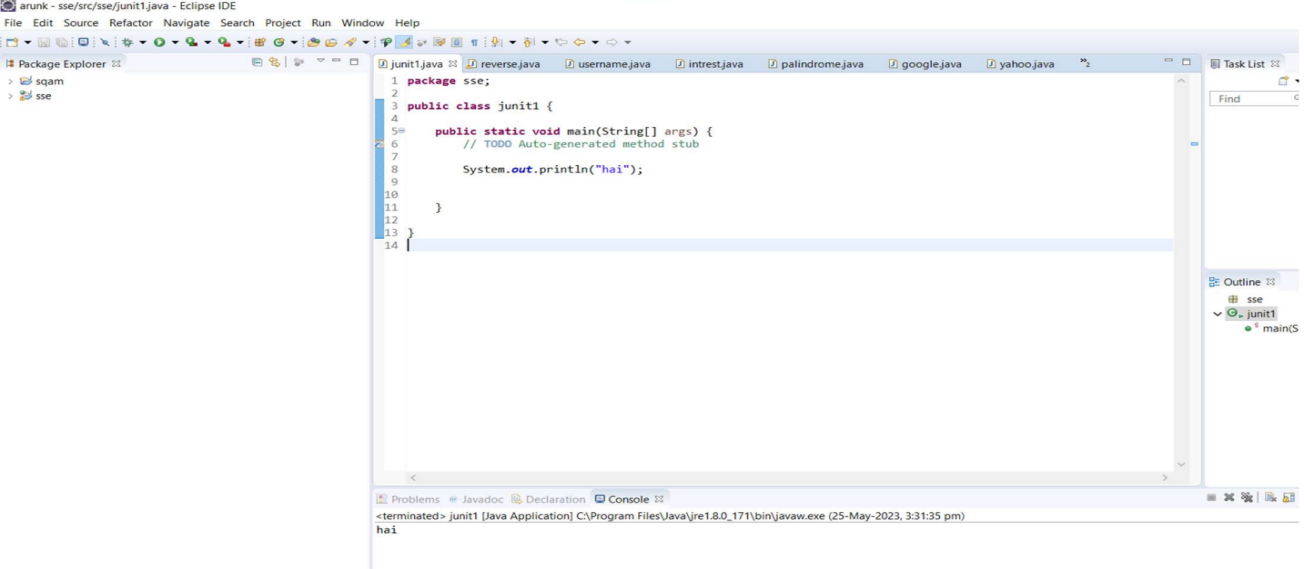 arunk - sse/src/sse/junit1.java - Eclipse IDE
File Edit Source Refactor Navigate Search Project Run Window Help
Package Explorer
sqam
sse
junit1.java reverse.java username.java intrest.java palindrome.java google.java yahoo.java »2
1 package sse;
2
3 public class junit1 {
4
5 public static void main(String[] args) {
6 // TODO Auto-generated method stub
7
8 System.out.println("hai");
9
10
11 }
12
13 }
14
Task List
Find
Outline
sse
junit1
main(S
Problems Javadoc Declaration Console
<terminated> junit1 [Java Application] C:\Program Files\Java\jre1.8.0_171\bin\javaw.exe (25-May-2023, 3:31:35 pm)
hai